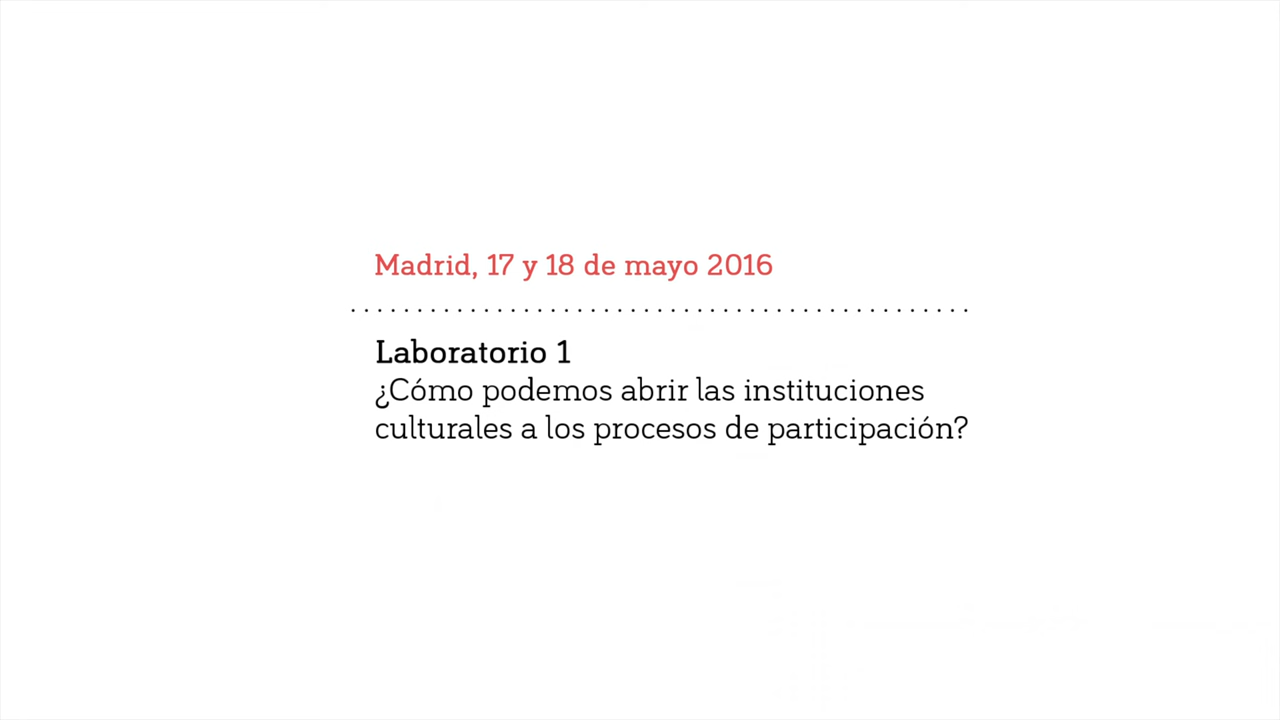 Madrid, 17 y 18 de mayo 2016
Laboratorio 1
¿Cómo podemos abrir las instituciones
culturales a los procesos de participación?